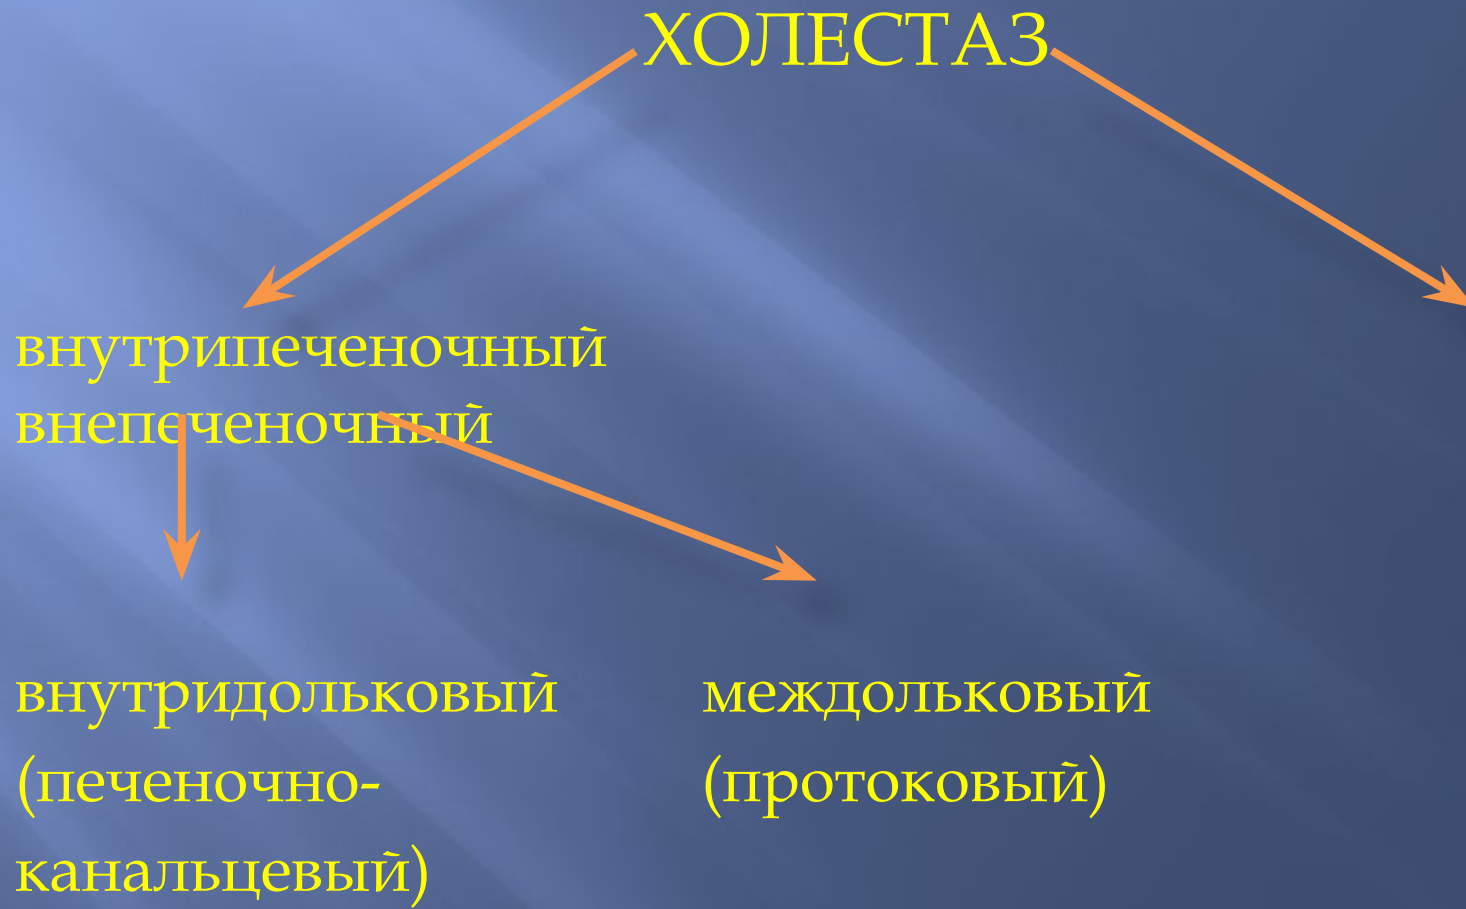 ХОЛЕСТАЗ
внутрипеченочный
внепеченочный
внутридольковый
междольковый
(печеночно-
(протоковый)
канальцевый)